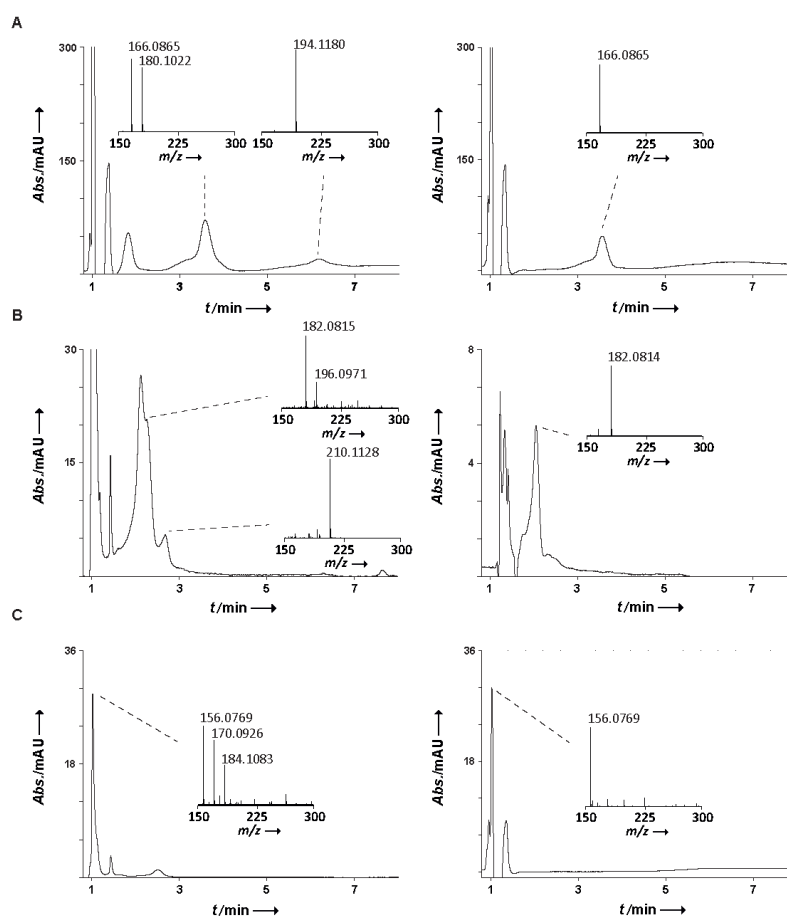 A
300
150
Abs./mAU
166.0865
180.1022
150 225 300
m/z
194.1180
150 225 300
m/z
1 3 5 7
t/min
300
150
Abs./mAU
166.0865
150 225 300
m/z
1 3 5 7
t/min
B
30
15
Abs./mAU
182.0815
196.0971
150 225 300
m/z
210.1128
150 225 300
m/z
1 3 5 7
t/min
8
4
Abs./mAU
182.0814
150 225 300
m/z
1 3 5 7
t/min
C
36
18
Abs./mAU
156.0769
170.0926
184.1083
150 225 300
m/z
1 3 5 7
t/min
36
18
Abs./mAU
156.0769
150 225 300
m/z
1 3 5 7
t/min